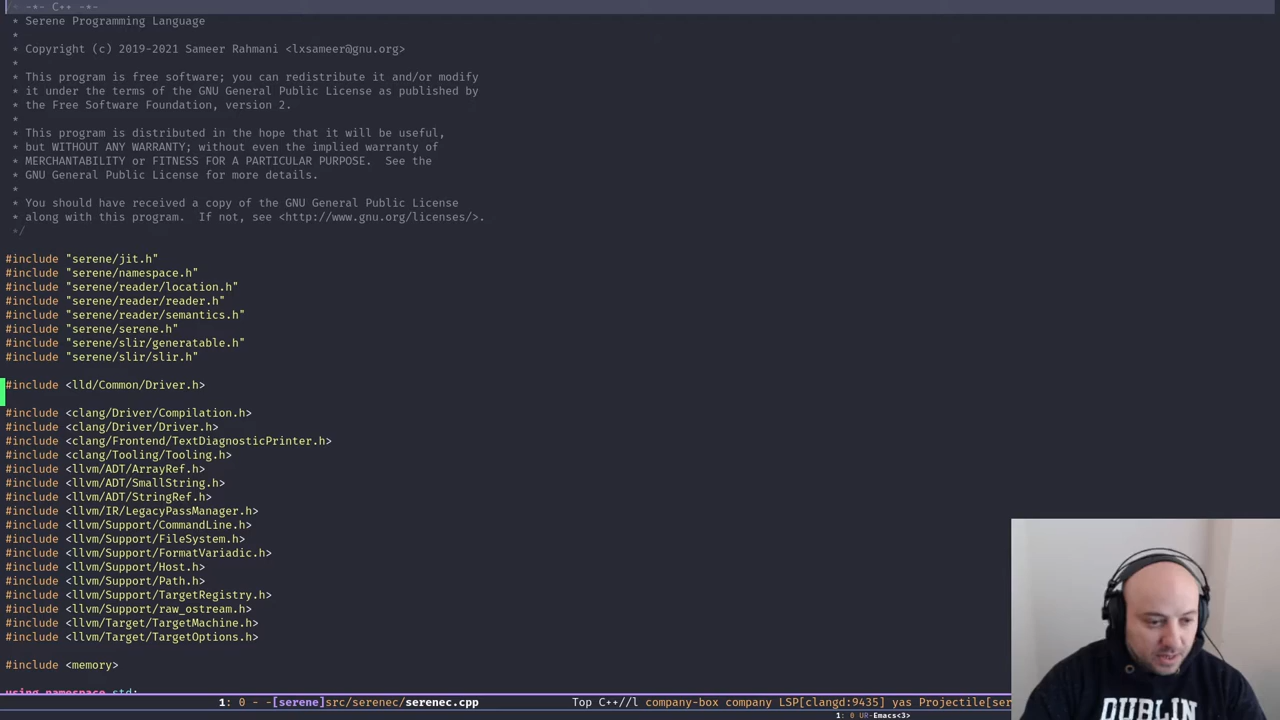 /* -*- C++ -*-
* Serene Programming Language
*
* Copyright (c) 2019-2021 Sameer Rahmani <lxsameer@gnu.org>
*
* This program is free software; you can redistribute it and/or modify
* it under the terms of the GNU General Public License as published by
* the Free Software Foundation, version 2.
*
* This program is distributed in the hope that it will be useful,
* but WITHOUT ANY WARRANTY; without even the implied warranty of
* MERCHANTABILITY or FITNESS FOR A PARTICULAR PURPOSE.  See the
* GNU General Public License for more details.
*
* You should have received a copy of the GNU General Public License
* along with this program.  If not, see <http://www.gnu.org/licenses/>.
*/
#include "serene/jit.h"
#include "serene/namespace.h"
#include "serene/reader/location.h"
#include "serene/reader/reader.h"
#include "serene/reader/semantics.h"
#include "serene/serene.h"
#include "serene/slir/generatable.h"
#include "serene/slir/slir.h"
#include <lld/Common/Driver.h>
#include <clang/Driver/Compilation.h>
#include <clang/Driver/Driver.h>
#include <clang/Frontend/TextDiagnosticPrinter.h>
#include <clang/Tooling/Tooling.h>
#include <llvm/ADT/ArrayRef.h>
#include <llvm/ADT/SmallString.h>
#include <llvm/ADT/StringRef.h>
#include <llvm/IR/LegacyPassManager.h>
#include <llvm/Support/CommandLine.h>
#include <llvm/Support/FileSystem.h>
#include <llvm/Support/FormatVariadic.h>
#include <llvm/Support/Host.h>
#include <llvm/Support/Path.h>
#include <llvm/Support/TargetRegistry.h>
#include <llvm/Support/raw_ostream.h>
#include <llvm/Target/TargetMachine.h>
#include <llvm/Target/TargetOptions.h>
#include <memory>
using namespace std;
1: 0 - -[serene]src/serenec/serenec.cpp Top C++//l company-box company LSP[clangd:9435] yas Projectile[ser
1: 0 UR-Emacs<3>
DUBLIN